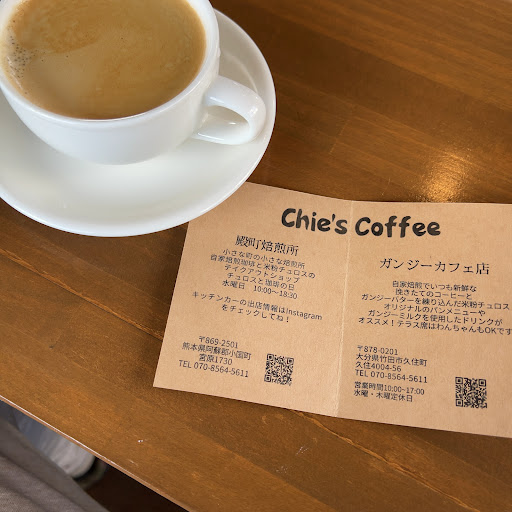 Chie's Coffee
殿町焙煎所
小さな町の小さな焙煎所
自家焙煎珈琲と米粉チュロスの
テイクアウトショップ
チュロスと珈琲の日
水曜日 10:00〜18:30
キッチンカーの出店情報はInstagram
をチェックしてね！
〒869-2501
熊本県阿蘇郡小国町
宮原1730
TEL 070-8564-5611
ガンジーカフェ店
自家焙煎でいつも新鮮な
挽きたてのコーヒーと
ガンジーバターを練り込んだ米粉チュロス
オリジナルのパンメニューや
ガンジーミルクを使用したドリンクが
オススメ！テラス席はわんちゃんもOKです
〒878-0201
大分県竹田市久住町
久住4004-56
TEL 070-8564-5611
営業時間10:00~17:00
水曜・木曜定休日